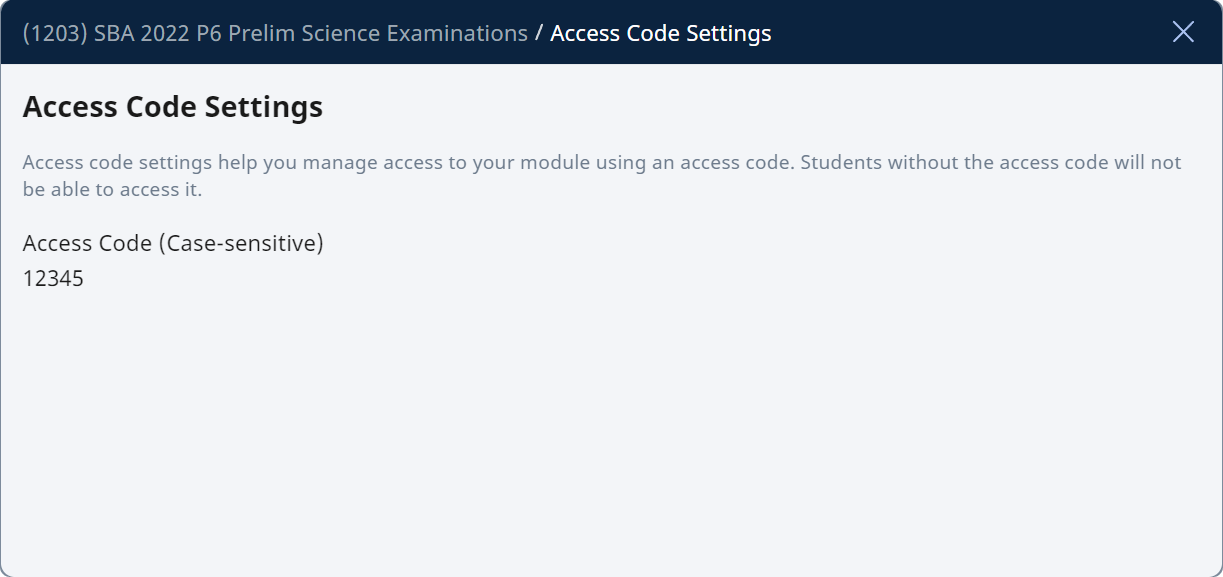 (1203) SBA 2022 P6 Prelim Science Examinations / Access Code Settings
Access Code Settings
Access code settings help you manage access to your module using an access code. Students without the access code will not
be able to access it.
Access Code (Case-sensitive)
12345